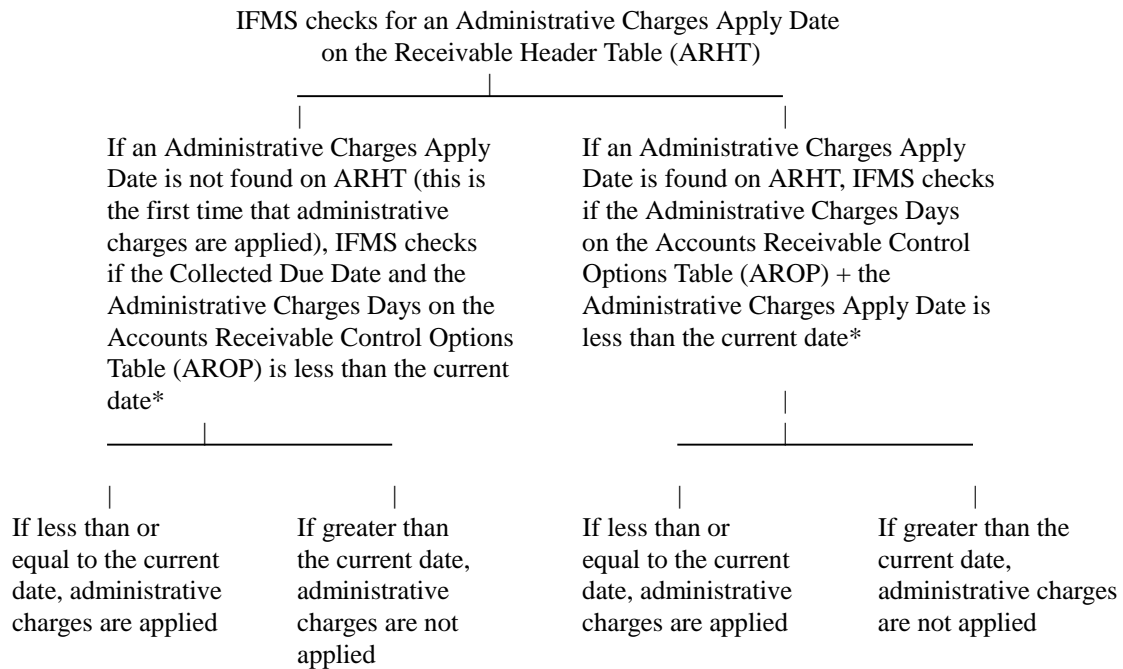 IFMS checks for an Administrative Charges Apply Date
on the Receivable Header Table (ARHT)
If an Administrative Charges Apply
Date is not found on ARHT (this is
the first time that administrative
charges are applied), IFMS checks
if the Collected Due Date and the
Administrative Charges Days on the
Accounts Receivable Control Options
Table (AROP) is less than the current
date*
If an Administrative Charges Apply
Date is found on ARHT, IFMS checks
if the Administrative Charges Days
on the Accounts Receivable Control
Options Table (AROP) + the
Administrative Charges Apply Date is
less than the current date*
If less than or
equal to the current
date, administrative
charges are applied
If greater than
the current date,
administrative
charges are not
applied
If less than or
equal to the current
date, administrative
charges are applied
If greater than the
current date,
administrative charges
are not applied